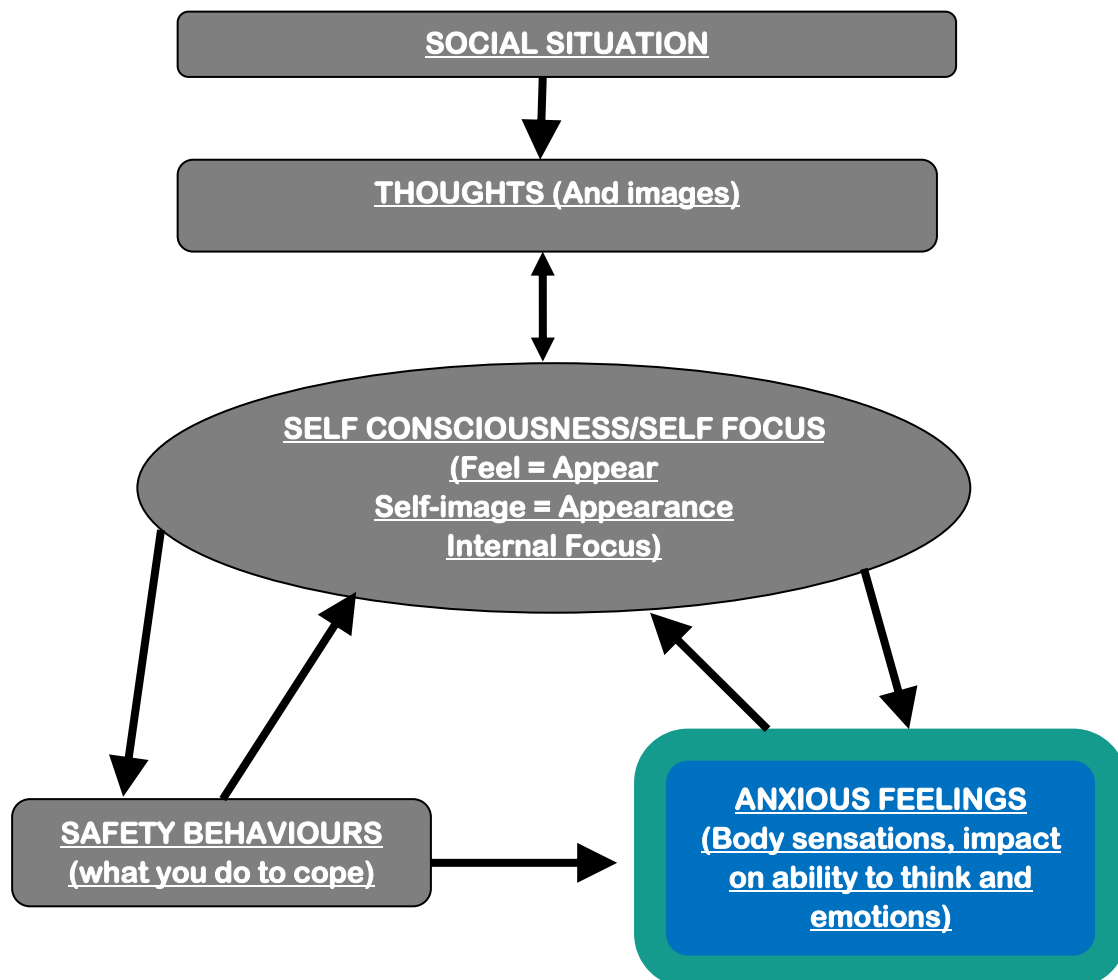 SOCIAL SITUATION
THOUGHTS (And images)
SELF CONSCIOUSNESS/SELF FOCUS
(Feel = Appear
Self-image = Appearance
Internal Focus)
SAFETY BEHAVIOURS
(what you do to cope)
ANXIOUS FEELINGS
(Body sensations, impact
on ability to think and
emotions)